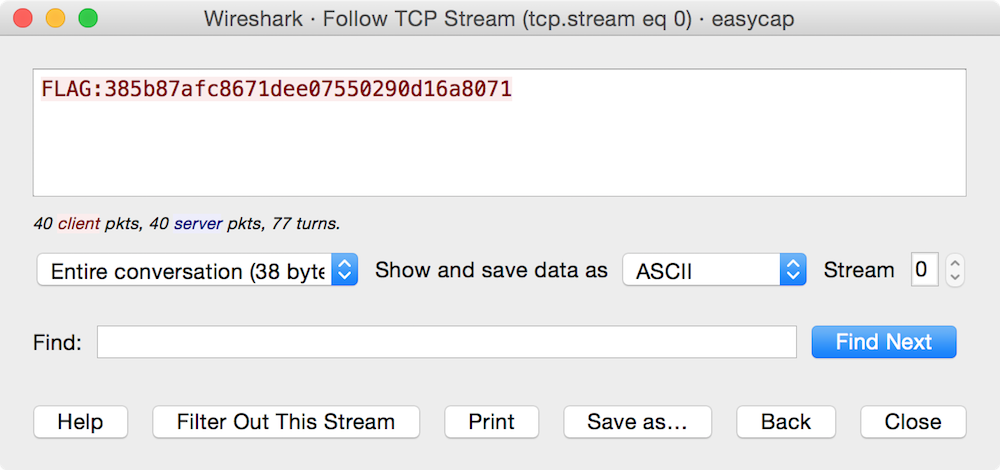 Wireshark · Follow TCP Stream (tcp.stream eq 0) · easycap
FLAG:385b87afc8671dee07550290d16a8071
40 client pkts, 40 server pkts, 77 turns.
Entire conversation (38 byte
Show and save data as
ASCII
Stream
0
Find:
Find Next
Help
Filter Out This Stream
Print
Save as...
Back
Close